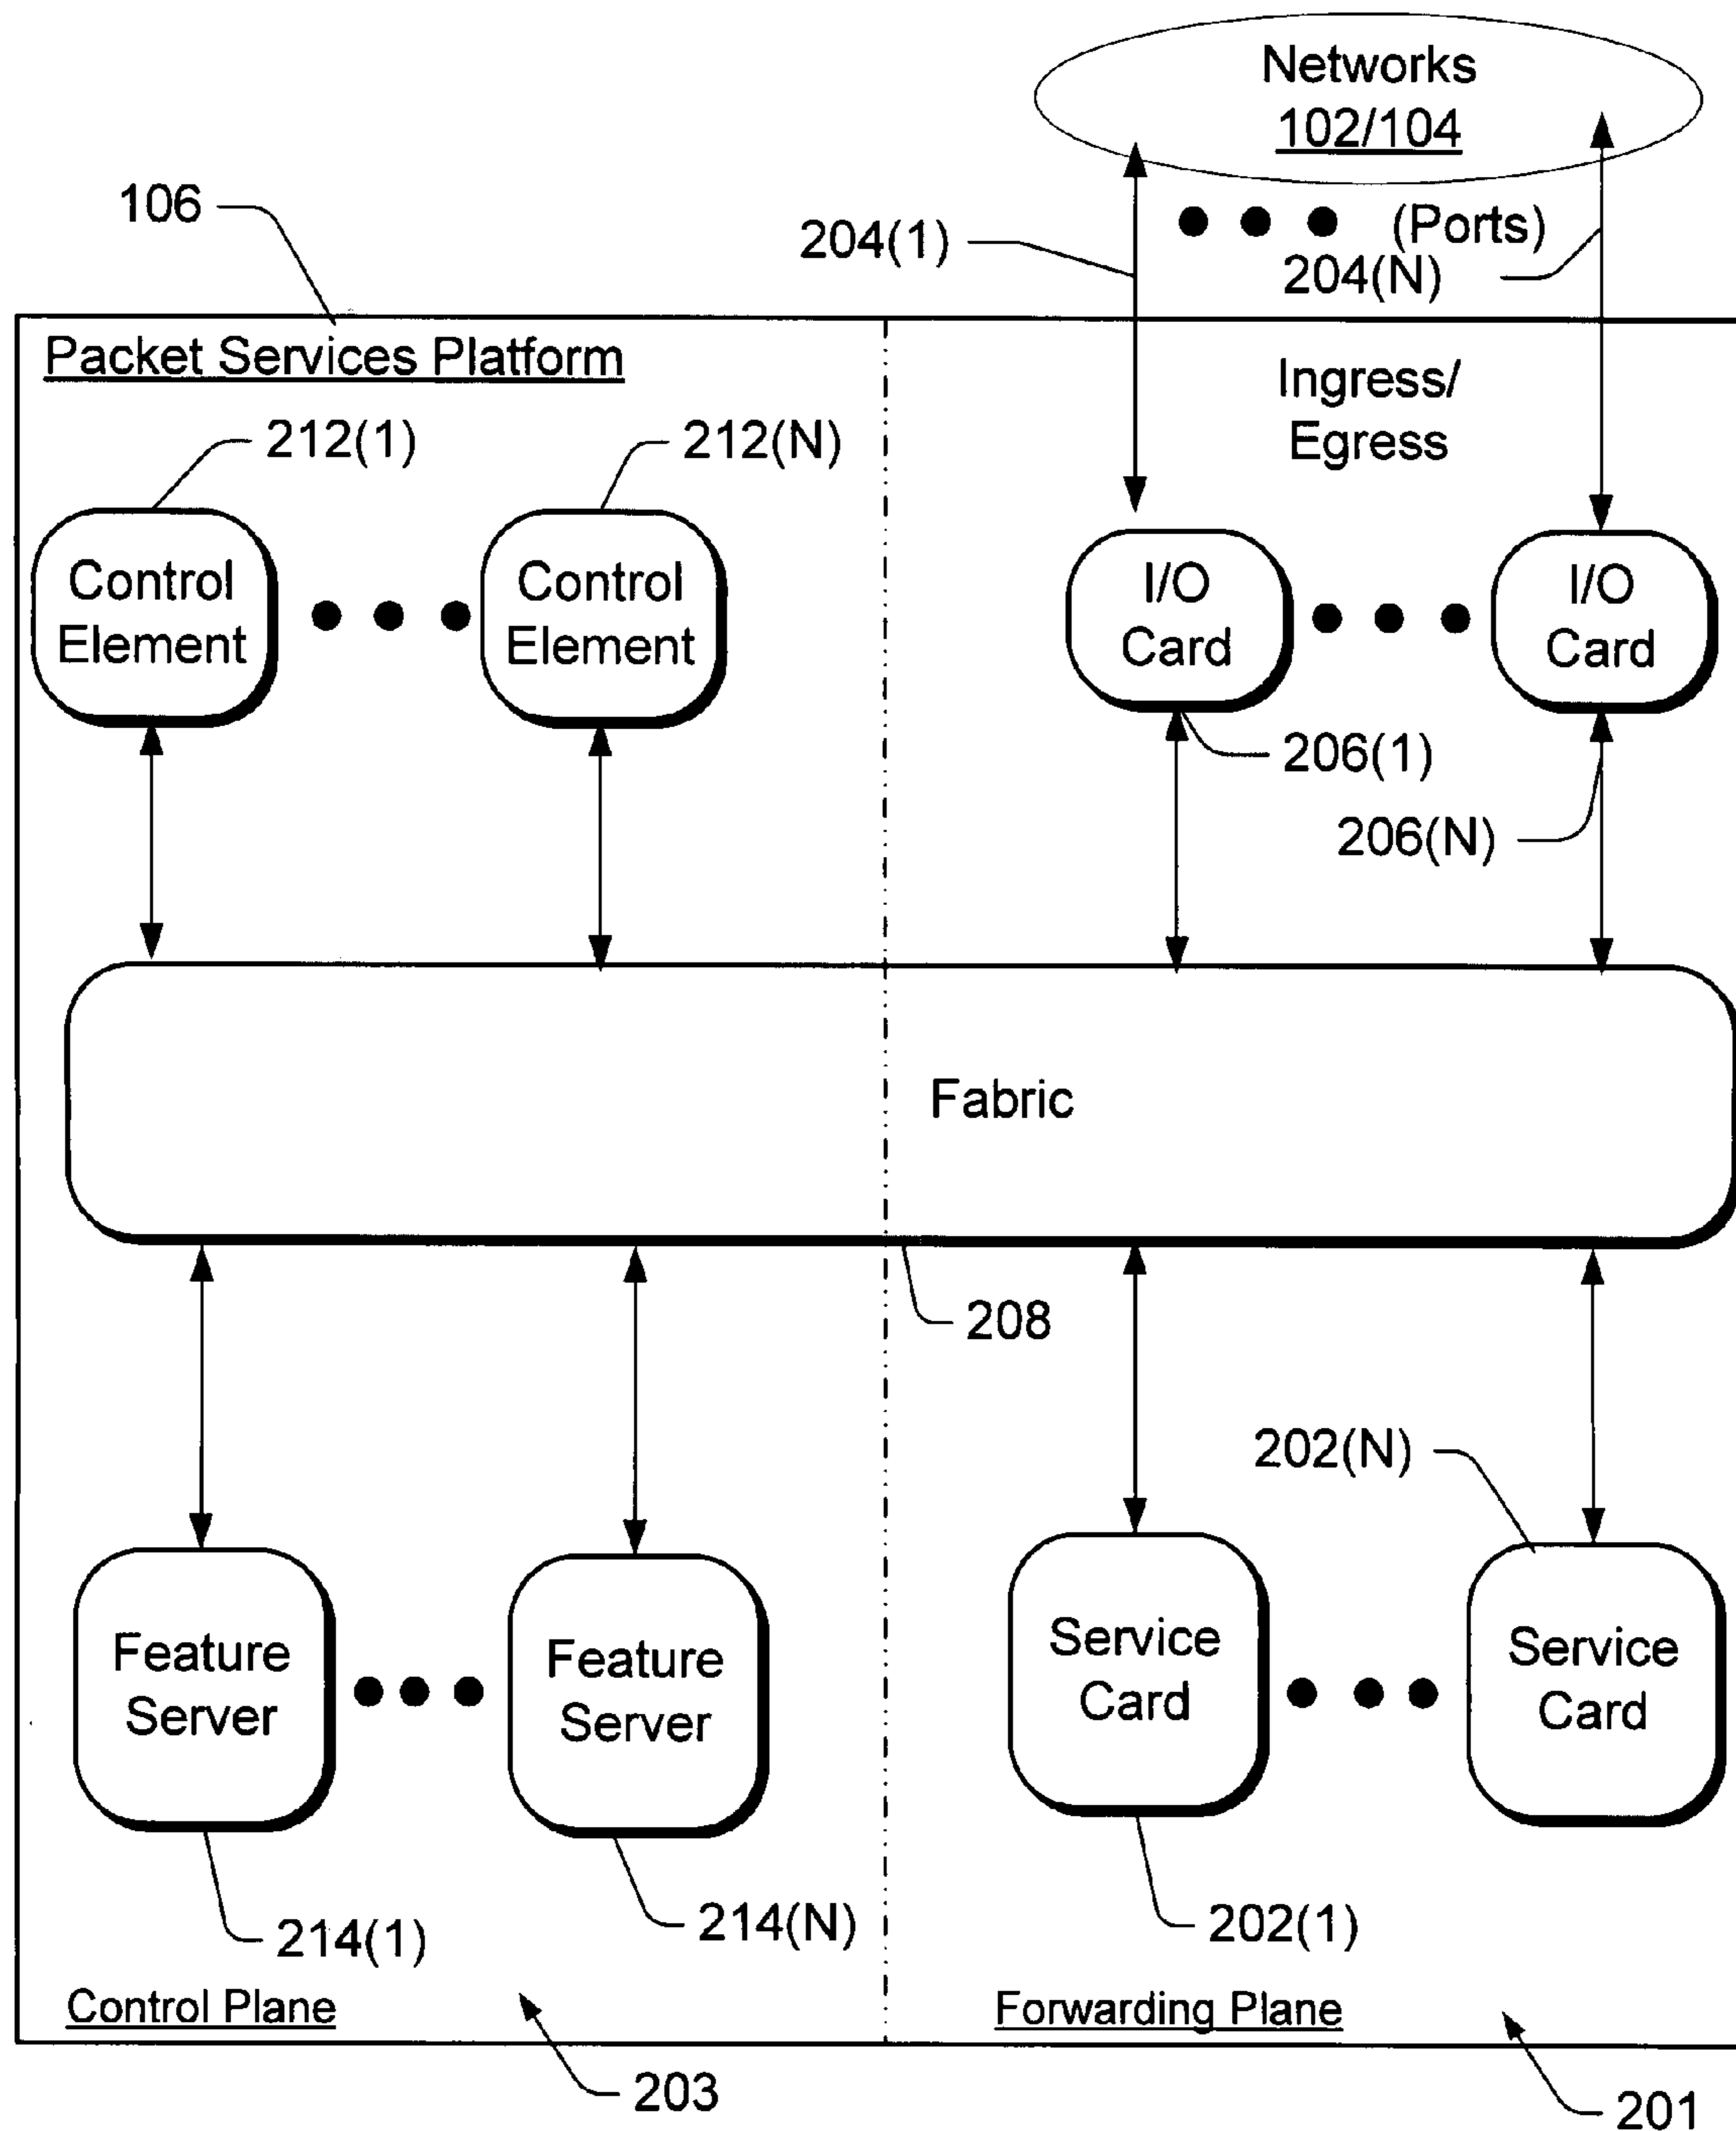 Networks
102/104
106
204(1)
(Ports)
204(N)
Packet Services Platform
Ingress/
Egress
212(1)
212(N)
Control
Element
Control
Element
I/O
Card
I/O
Card
206(1)
206(N)
Fabric
208
202(N)
Feature
Server
Feature
Server
Service
Card
Service
Card
214(1)
214(N)
202(1)
Control Plane
Forwarding Plane
203
201